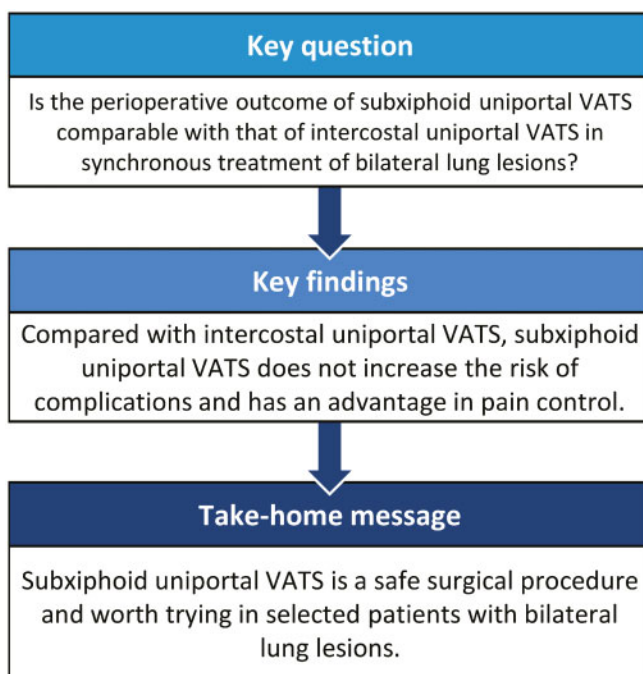 Key question
Is the perioperative outcome of subxiphoid uniportal VATS
comparable with that of intercostal uniportal VATS in
synchronous treatment of bilateral lung lesions?
Key findings
Compared with intercostal uniportal VATS, subxiphoid
uniportal VATS does not increase the risk of
complications and has an advantage in pain control.
Take-home message
Subxiphoid uniportal VATS is a safe surgical procedure
and worth trying in selected patients with bilateral
lung lesions.